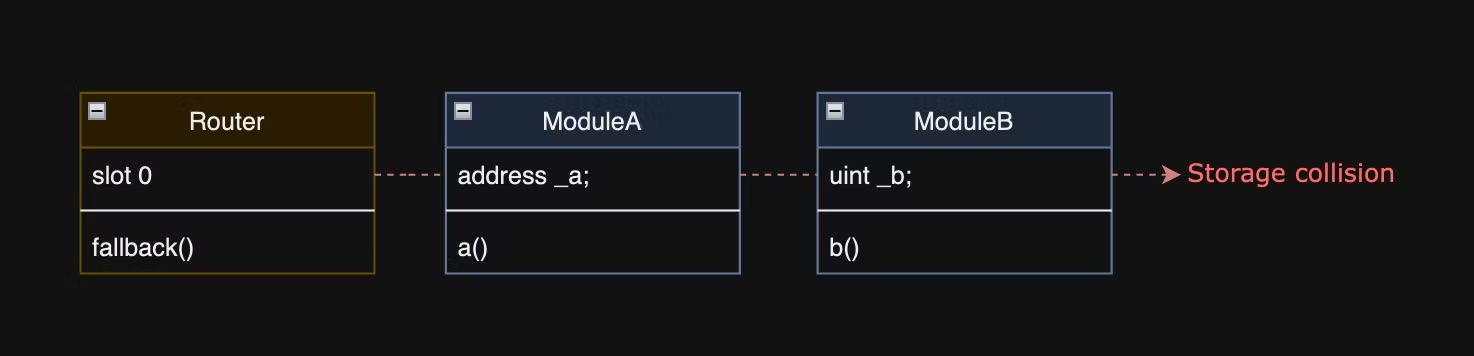 Router
slot 0
fallback()
ModuleA
address _a;
a()
ModuleB
uint _b;
b()
Storage collision